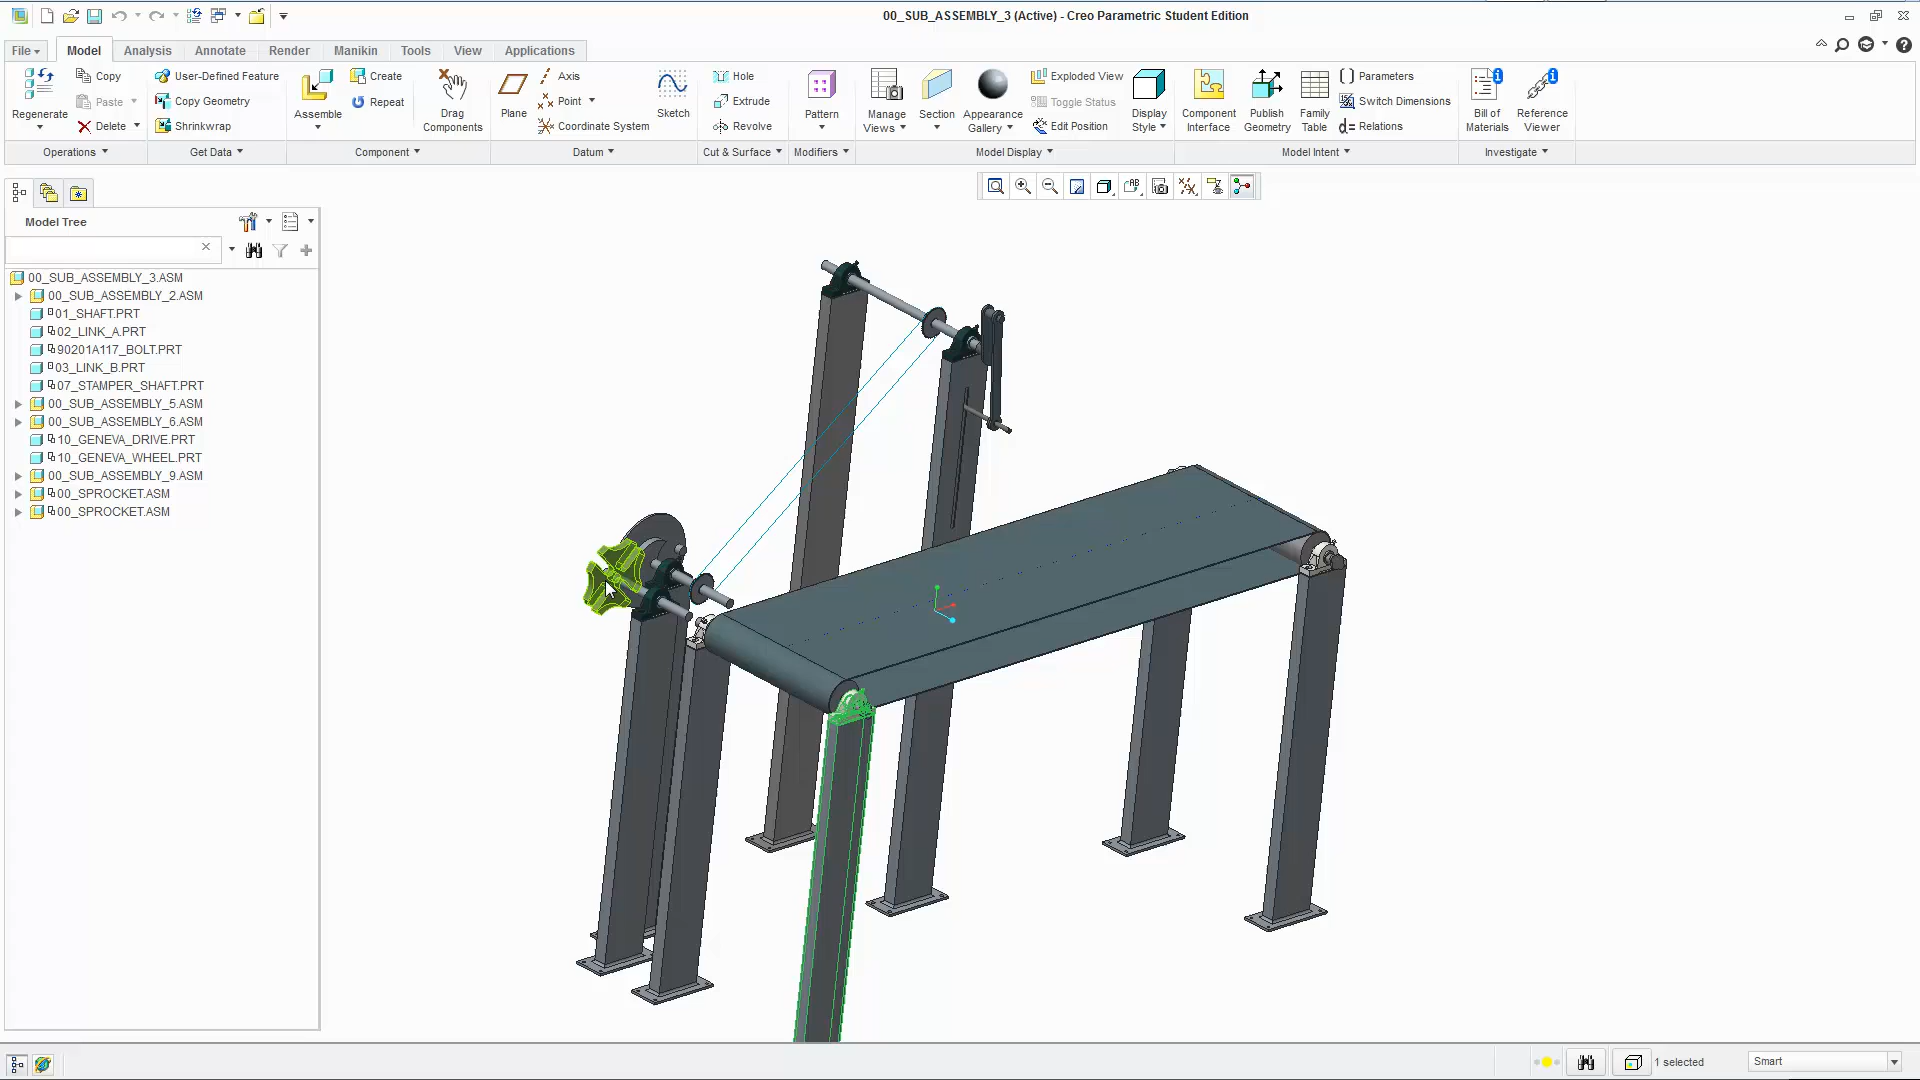 00_SUB_ASSEMBLY_3 (Active) - Creo Parametric Student Edition
File Model Analysis Annotate Render Manikin Tools View Applications
Regenerate
Copy
Paste
Delete
User-Defined Feature
Copy Geometry
Shrinkwrap
Assemble
Create
Repeat
Drag
Components
Plane
Axis
Point
Coordinate System
Sketch
Hole
Extrude
Revolve
Pattern
Manage
Views
Section
Appearance
Gallery
Exploded View
Toggle Status
Edit Position
Display
Style
Component
Interface
Publish
Geometry
Family
Table
Parameters
Switch Dimensions
d= Relations
Bill of
Materials
Reference
Viewer
Operations Get Data Component Datum Cut & Surface Modifiers Model Display Model Intent Investigate
Model Tree
00_SUB_ASSEMBLY_3.ASM
00_SUB_ASSEMBLY_2.ASM
01_SHAFT.PRT
02_LINK_A.PRT
90201A117_BOLT.PRT
03_LINK_B.PRT
07_STAMPER_SHAFT.PRT
00_SUB_ASSEMBLY_5.ASM
00_SUB_ASSEMBLY_6.ASM
10_GENEVA_DRIVE.PRT
10_GENEVA_WHEEL.PRT
00_SUB_ASSEMBLY_9.ASM
00_SPROCKET.ASM
00_SPROCKET.ASM
1 selected
Smart